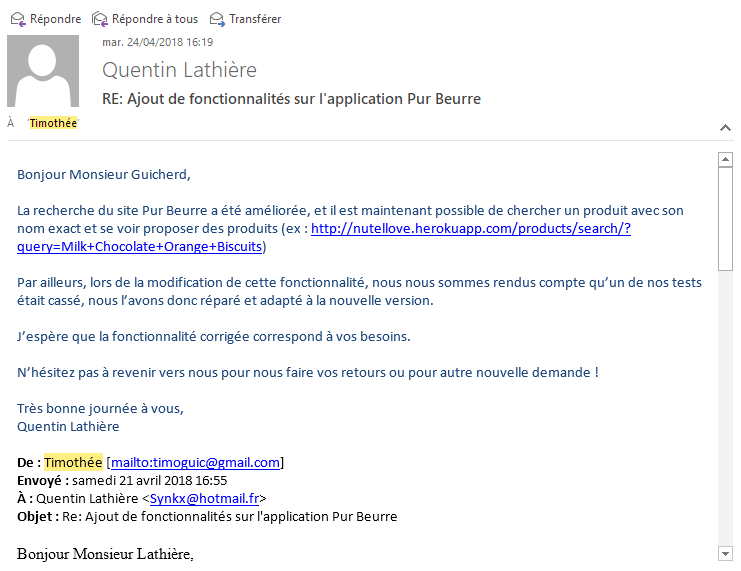 Répondre Répondre à tous Transférer
mar. 24/04/2018 16:19
Quentin Lathière
RE: Ajout de fonctionnalités sur l'application Pur Beurre
À 'Timothée'
Bonjour Monsieur Guicherd,
La recherche du site Pur Beurre a été améliorée, et il est maintenant possible de chercher un produit avec son
nom exact et se voir proposer des produits (ex : http://nutellove.herokuapp.com/products/search/?
query=Milk+Chocolate+Orange+Biscuits)
Par ailleurs, lors de la modification de cette fonctionnalité, nous nous sommes rendus compte qu’un de nos tests
était cassé, nous l’avons donc réparé et adapté à la nouvelle version.
J’espère que la fonctionnalité corrigée correspond à vos besoins.
N’hésitez pas à revenir vers nous pour nous faire vos retours ou pour autre nouvelle demande !
Très bonne journée à vous,
Quentin Lathière
De : Timothée [mailto:timoguic@gmail.com]
Envoyé : samedi 21 avril 2018 16:55
À : Quentin Lathière <Synkx@hotmail.fr>
Objet : Re: Ajout de fonctionnalités sur l'application Pur Beurre
Bonjour Monsieur Lathière,